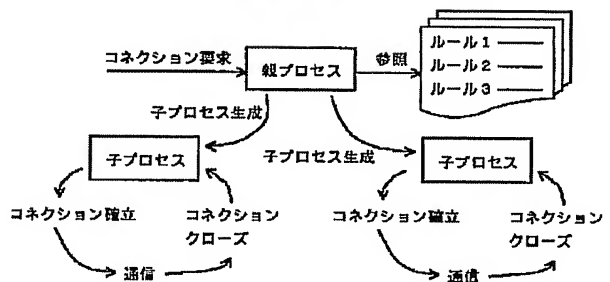 コネクション要求
親プロセス
参照
ルール1
ルール2
ルール3
子プロセス生成
子プロセス生成
子プロセス
子プロセス
コネクション確立
コネクション
クローズ
通信
コネクション確立
コネクション
クローズ
通信